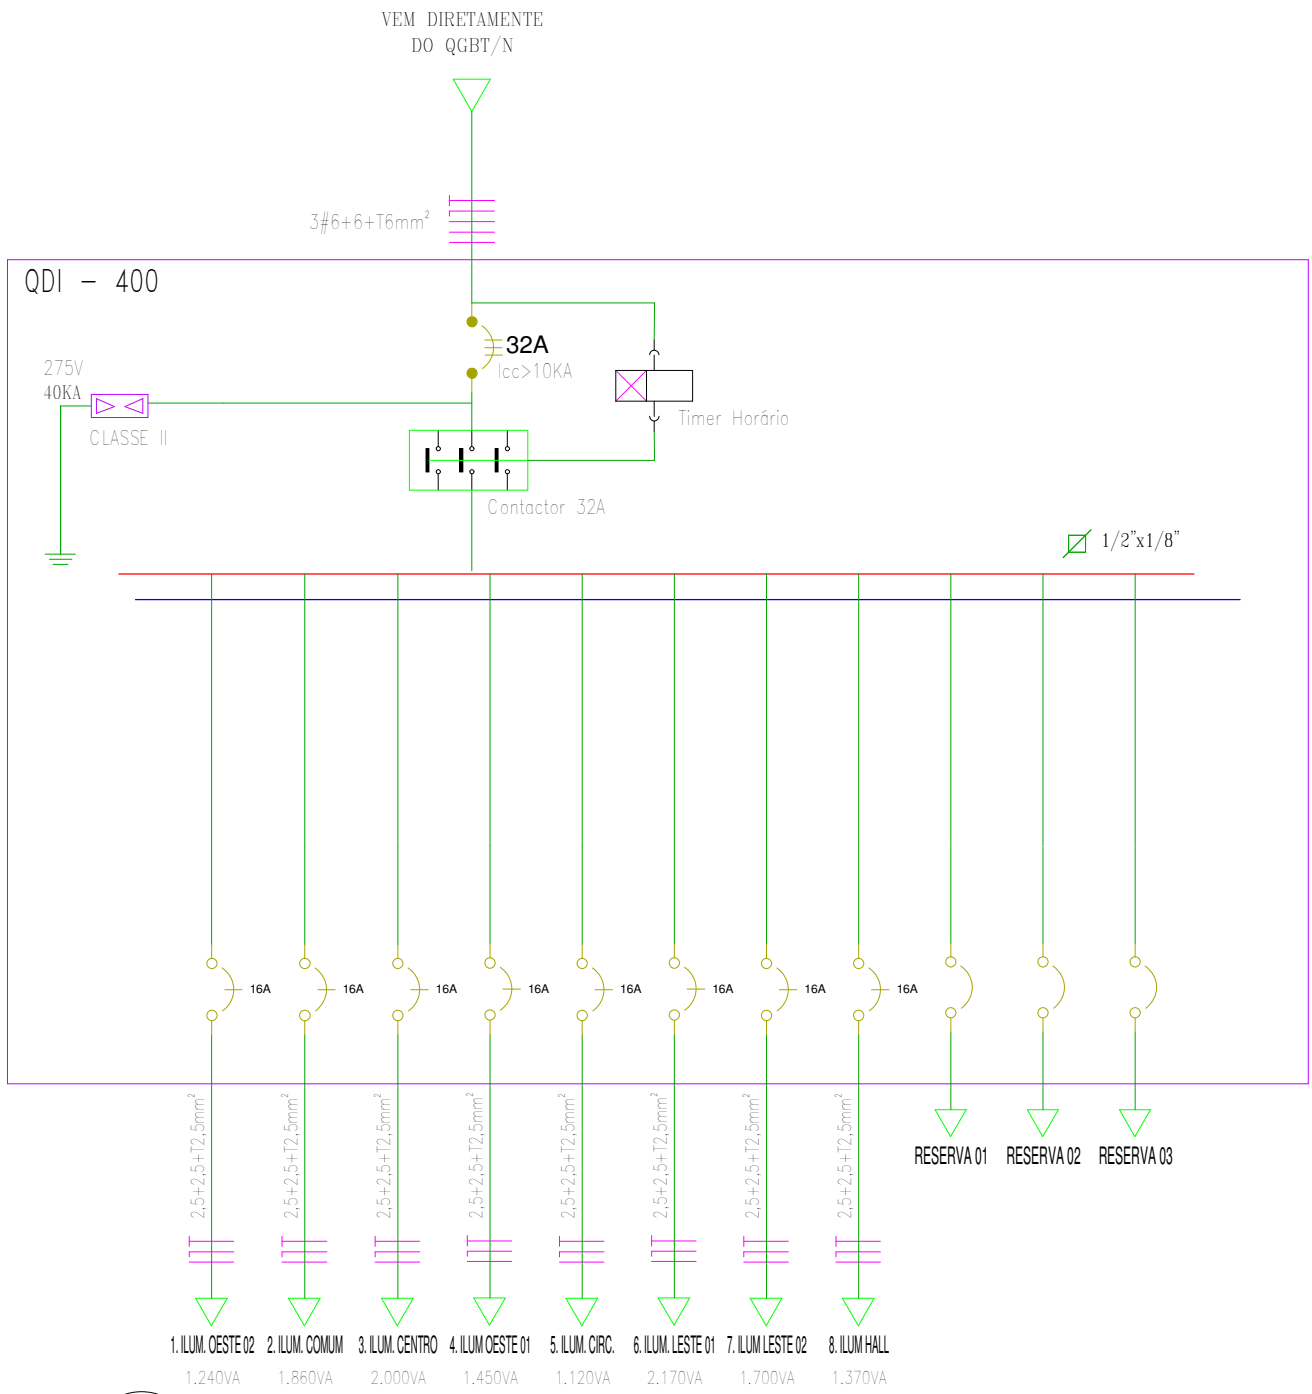 VEM DIRETAMENTE
DO QGBT/N
3#6+6+T6mm²
QDI - 400
32A
Icc>10KA
275V
40KA
CLASSE II
Timer Horário
Contactor 32A
1/2"x1/8"
16A 16A 16A 16A 16A 16A 16A 16A
2,5+2,5+T2,5mm² 2,5+2,5+T2,5mm² 2,5+2,5+T2,5mm² 2,5+2,5+T2,5mm² 2,5+2,5+T2,5mm² 2,5+2,5+T2,5mm² 2,5+2,5+T2,5mm² 2,5+2,5+T2,5mm²
RESERVA 01 RESERVA 02 RESERVA 03
1. ILUM. OESTE 02 2. ILUM. COMUM 3. ILUM. CENTRO 4. ILUM OESTE 01 5. ILUM. CIRC. 6. ILUM. LESTE 01 7. ILUM LESTE 02 8. ILUM HALL
1.240VA 1.860VA 2.000VA 1.450VA 1.120VA 2.170VA 1.700VA 1.370VA